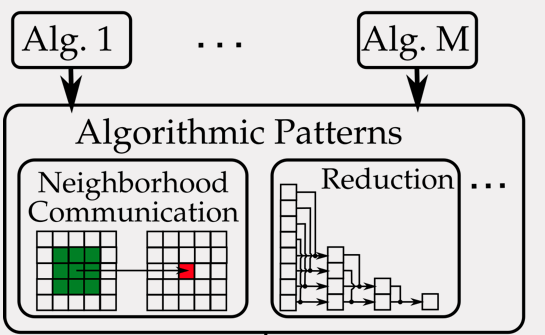 Alg. 1
...
Alg. M
Algorithmic Patterns
Neighborhood
Communication
Reduction
...